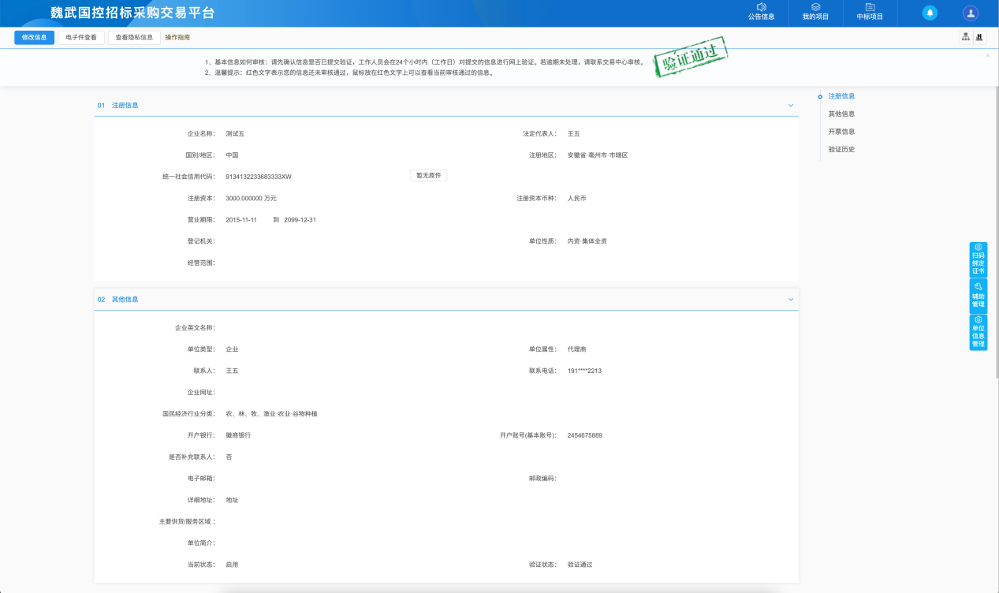 魏武国控招标采购交易平台
公告信息 我的项目 中标项目
修改信息 电子件查看 查看隐私信息 操作指南
1、基本信息如何审核：请先确认信息是否已提交验证，工作人员会在24个小时内（工作日）对提交的信息进行网上验证。若逾期未处理，请联系交易中心审核。
2、温馨提示：红色文字表示您的信息还未审核通过，鼠标放在红色文字上可以查看当前审核通过的信息。
验证通过
01 注册信息
企业名称： 测试五 法定代表人： 王五
国别/地区： 中国 注册地区： 安徽省·亳州市·市辖区
统一社会信用代码： 9134132233683333XW 暂无原件
注册资本： 3000.000000 万元 注册资本币种： 人民币
营业期限： 2015-11-11 到 2099-12-31
登记机关： 单位性质： 内资·集体全资
经营范围：
02 其他信息
企业英文名称：
单位类型： 企业 单位属性： 代理商
联系人： 王五 联系电话： 191****2213
企业网址：
国民经济行业分类： 农、林、牧、渔业·农业·谷物种植
开户银行： 徽商银行 开户账号(基本账号)： 2454675889
是否补充联系人： 否
电子邮箱： 邮政编码：
详细地址： 地址
主要供货/服务区域：
单位简介：
当前状态： 启用 验证状态： 验证通过
注册信息
其他信息
开票信息
验证历史
扫码
绑定
证书
辅助
管理
单位
信息
管理